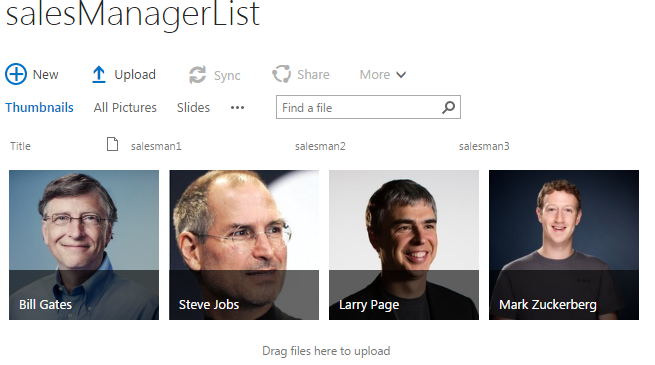 salesManagerList
New Upload Sync Share More
Thumbnails All Pictures Slides ••• Find a file
Title salesman1 salesman2 salesman3
Bill Gates Steve Jobs Larry Page Mark Zuckerberg
Drag files here to upload